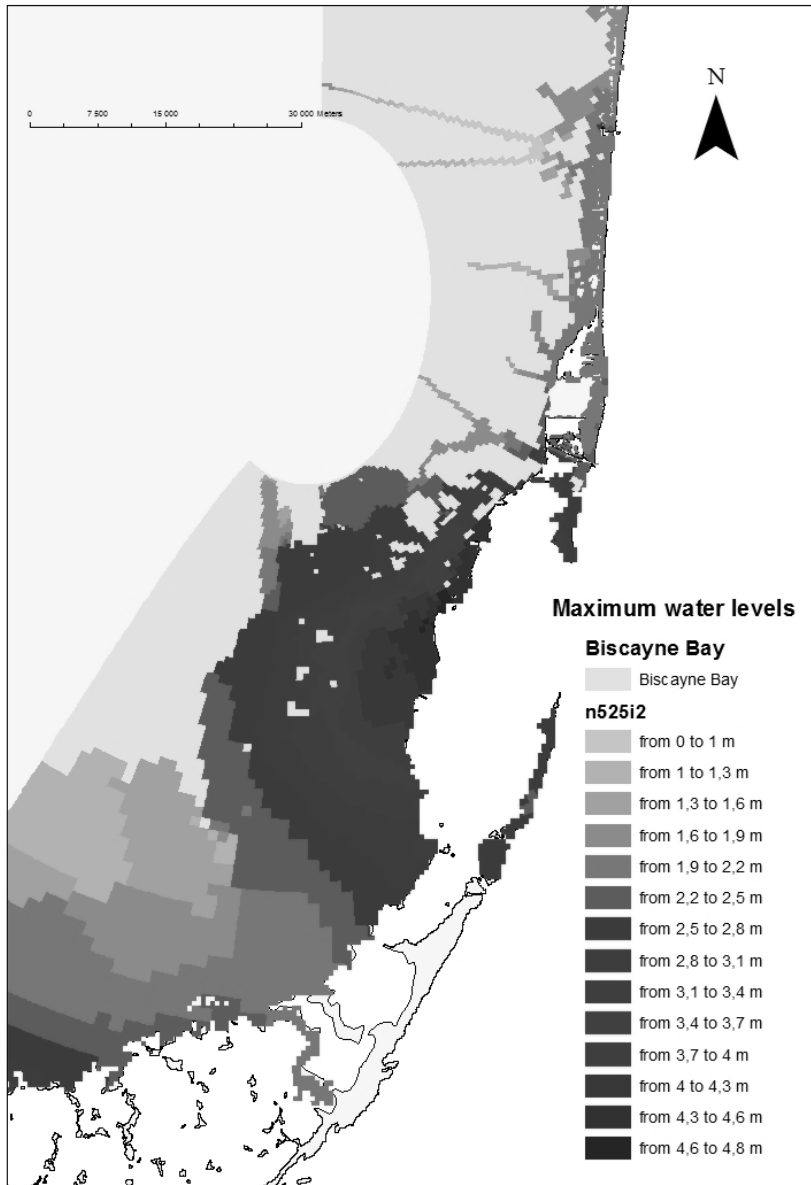 N
0 7 500 15 000 30 000 Meters
Maximum water levels
Biscayne Bay
Biscayne Bay
n525i2
from 0 to 1 m
from 1 to 1,3 m
from 1,3 to 1,6 m
from 1,6 to 1,9 m
from 1,9 to 2,2 m
from 2,2 to 2,5 m
from 2,5 to 2,8 m
from 2,8 to 3,1 m
from 3,1 to 3,4 m
from 3,4 to 3,7 m
from 3,7 to 4 m
from 4 to 4,3 m
from 4,3 to 4,6 m
from 4,6 to 4,8 m